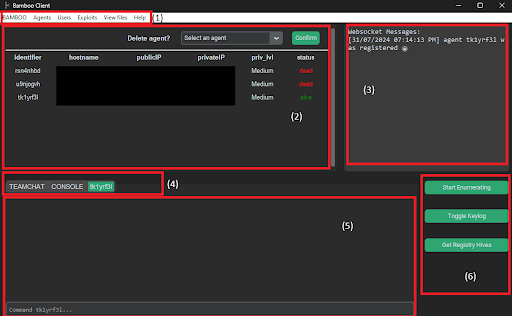 Bamboo Client
BAMBOO Agents Users Exploits View files Help (1)
Delete agent? Select an agent Confirm
Identifier hostname publicIP privateIP priv_lvl status
rsn4nhbd Medium dead
u9njogvh Medium dead
tk1yrf3l Medium alive
(2)
Websocket Messages:
[31/07/2024 07:14:13 PM] agent tk1yrf3l w
as registered
(3)
TEAMCHAT CONSOLE tk1yrf3l (4)
(5)
Command tk1yrf3l...
Start Enumerating
Toggle Keylog
Get Registry Hives
(6)